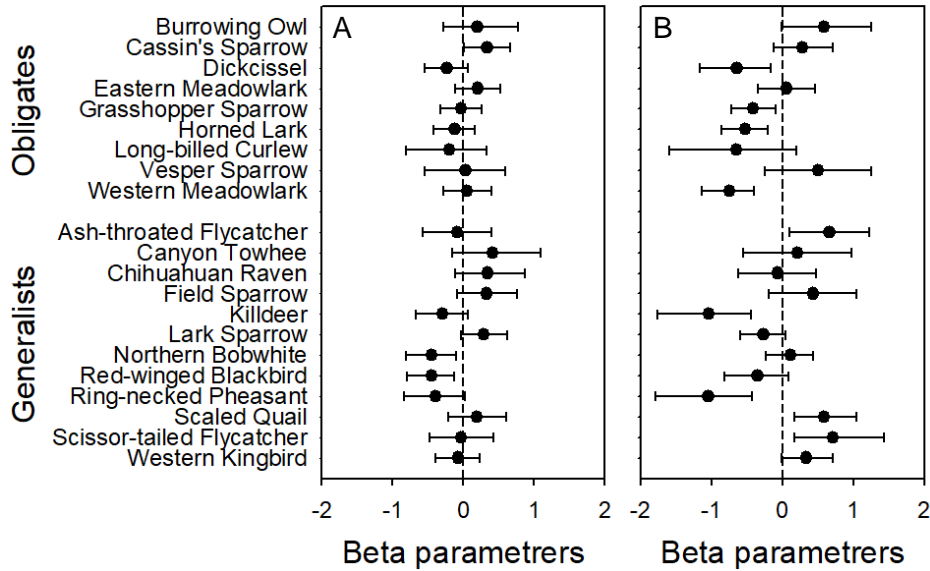 A
B
Obligates
Burrowing Owl
Cassin's Sparrow
Dickcissel
Eastern Meadowlark
Grasshopper Sparrow
Horned Lark
Long-billed Curlew
Vesper Sparrow
Western Meadowlark
Generalists
Ash-throated Flycatcher
Canyon Towhee
Chihuahuan Raven
Field Sparrow
Killdeer
Lark Sparrow
Northern Bobwhite
Red-winged Blackbird
Ring-necked Pheasant
Scaled Quail
Scissor-tailed Flycatcher
Western Kingbird
-2 -1 0 1 2
-2 -1 0 1 2
Beta parametrers
Beta parametrers